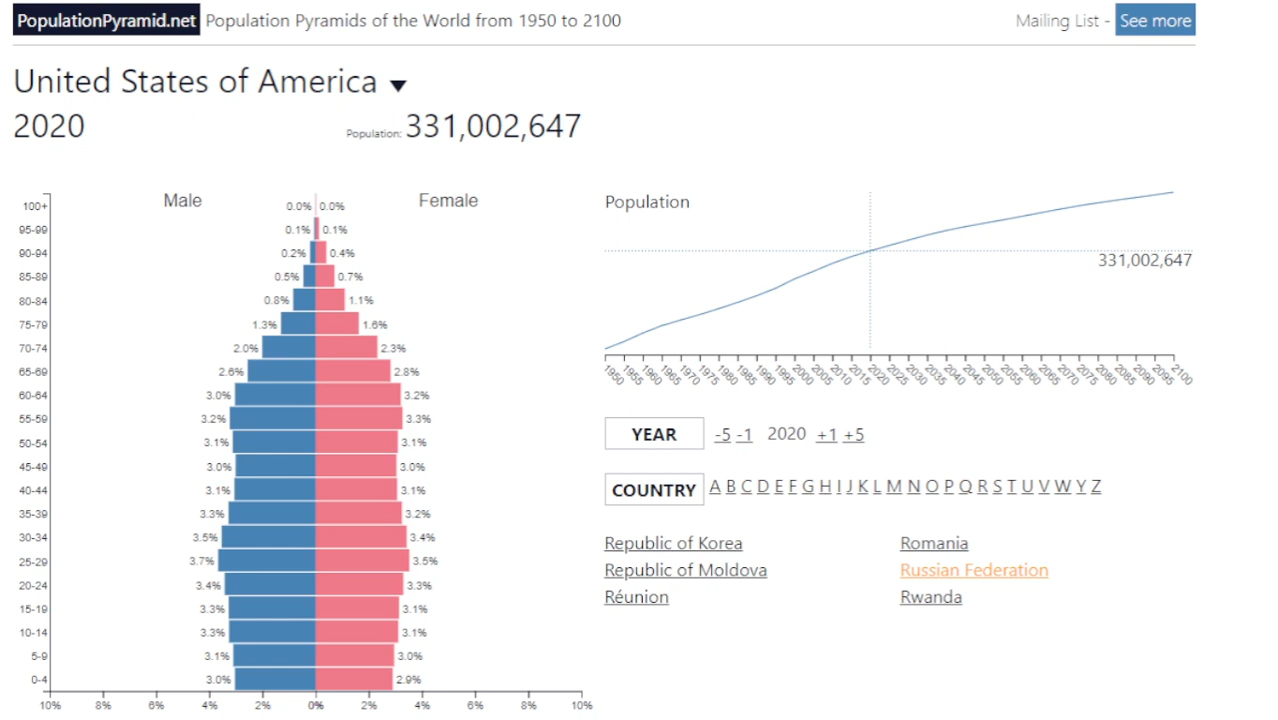 PopulationPyramid.net Population Pyramids of the World from 1950 to 2100 Mailing List - See more
United States of America
2020 Population: 331,002,647
Male Female
100+ 0.0% 0.0%
95-99 0.1% 0.1%
90-94 0.2% 0.4%
85-89 0.5% 0.7%
80-84 0.8% 1.1%
75-79 1.3% 1.6%
70-74 2.0% 2.3%
65-69 2.6% 2.8%
60-64 3.0% 3.2%
55-59 3.2% 3.3%
50-54 3.1% 3.1%
45-49 3.0% 3.0%
40-44 3.1% 3.1%
35-39 3.3% 3.2%
30-34 3.5% 3.4%
25-29 3.7% 3.5%
20-24 3.4% 3.3%
15-19 3.3% 3.1%
10-14 3.3% 3.1%
5-9 3.1% 3.0%
0-4 3.0% 2.9%
10% 8% 6% 4% 2% 0% 2% 4% 6% 8% 10%
Population
331,002,647
1950 1955 1960 1965 1970 1975 1980 1985 1990 1995 2000 2005 2010 2015 2020 2025 2030 2035 2040 2045 2050 2055 2060 2065 2070 2075 2080 2085 2090 2095 2100
YEAR -5 -1 2020 +1 +5
COUNTRY A B C D E F G H I J K L M N O P Q R S T U V W Y Z
Republic of Korea Romania
Republic of Moldova Russian Federation
Réunion Rwanda